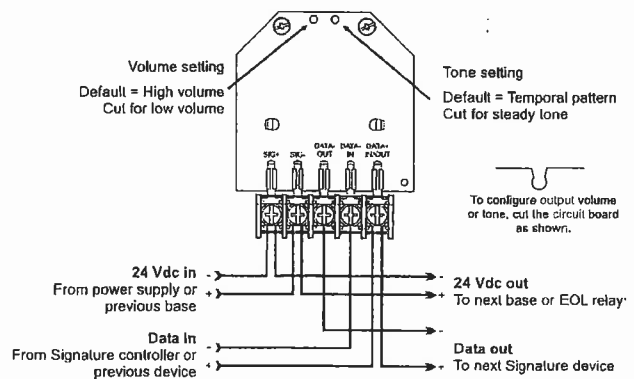 Volume setting
Default = High volume
Cut for low volume
Tone setting
Default = Temporal pattern
Cut for steady tone
SIG+ SIG- DATA- OUT DATA- IN DATA+ IN/OUT
To configure output volume
or tone, cut the circuit board
as shown.
24 Vdc in
From power supply or
previous base
- +
- +
24 Vdc out
To next base or EOL relay
Data in
From Signature controller or
previous device
- +
- +
Data out
To next Signature device